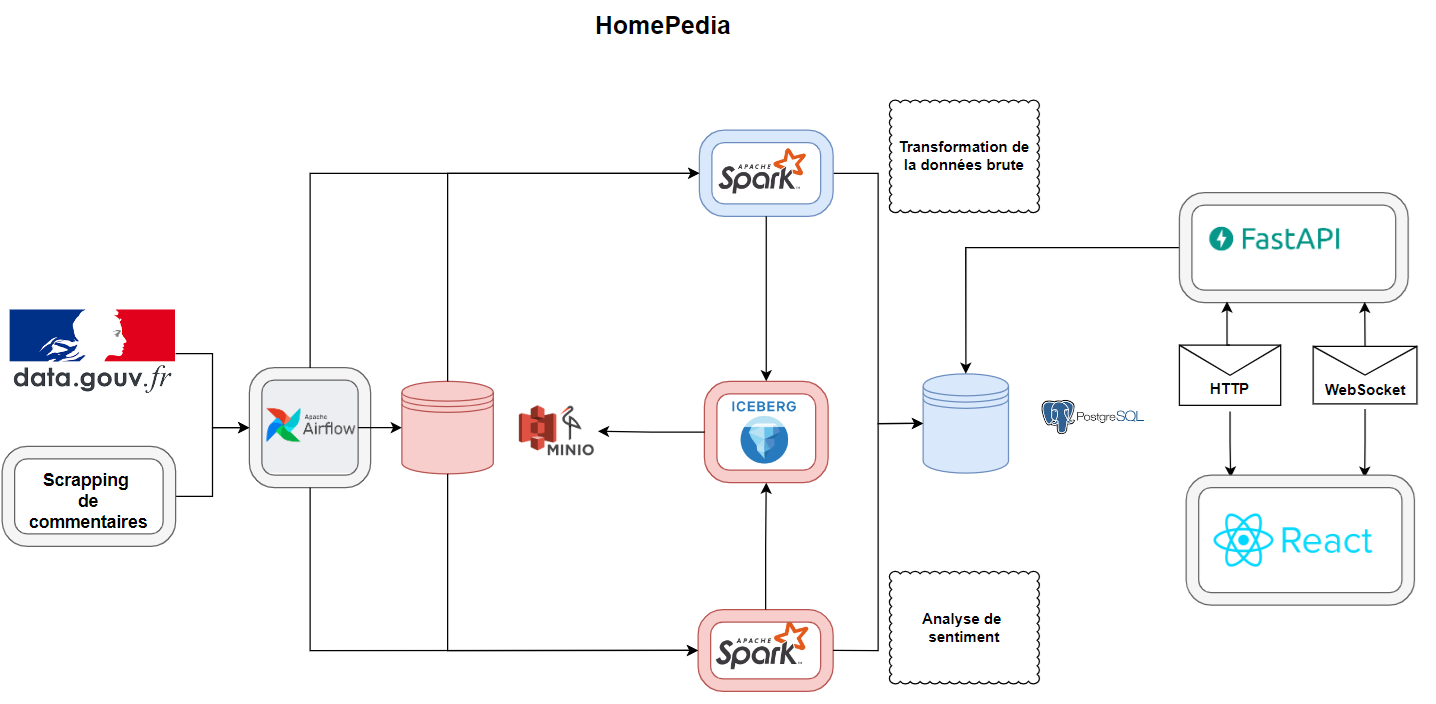 HomePedia
APACHE
Spark
Transformation de
la données brute
FastAPI
data.gouv.fr
HTTP
WebSocket
Apache
Airflow
MINIO
ICEBERG
PostgreSQL
Scrapping
de
commentaires
React
APACHE
Spark
Analyse de
sentiment